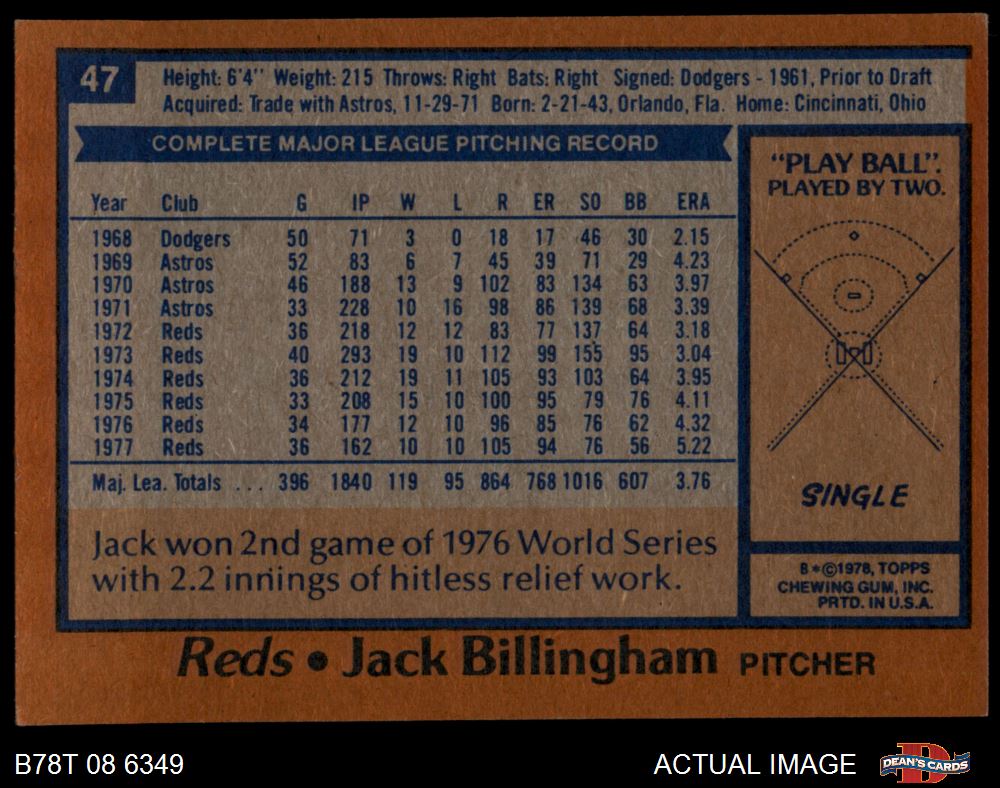 47
Height: 6'4" Weight: 215 Throws: Right Bats: Right Signed: Dodgers - 1961, Prior to Draft
Acquired: Trade with Astros, 11-29-71 Born: 2-21-43, Orlando, Fla. Home: Cincinnati, Ohio
COMPLETE MAJOR LEAGUE PITCHING RECORD
Year Club G IP W L R ER SO BB ERA
1968 Dodgers 50 71 3 0 18 17 46 30 2.15
1969 Astros 52 83 6 7 45 39 71 29 4.23
1970 Astros 46 188 13 9 102 83 134 63 3.97
1971 Astros 33 228 10 16 98 86 139 68 3.39
1972 Reds 36 218 12 12 83 77 137 64 3.18
1973 Reds 40 293 19 10 112 99 155 95 3.04
1974 Reds 36 212 19 11 105 93 103 64 3.95
1975 Reds 33 208 15 10 100 95 79 76 4.11
1976 Reds 34 177 12 10 96 85 76 62 4.32
1977 Reds 36 162 10 10 105 94 76 56 5.22
Maj. Lea. Totals ... 396 1840 119 95 864 768 1016 607 3.76
Jack won 2nd game of 1976 World Series
with 2.2 innings of hitless relief work.
"PLAY BALL".
PLAYED BY TWO.
SINGLE
B*©1978, TOPPS
CHEWING GUM, INC.
PRTD. IN U.S.A.
Reds • Jack Billingham PITCHER
B78T 08 6349
ACTUAL IMAGE
DEAN'S CARDS